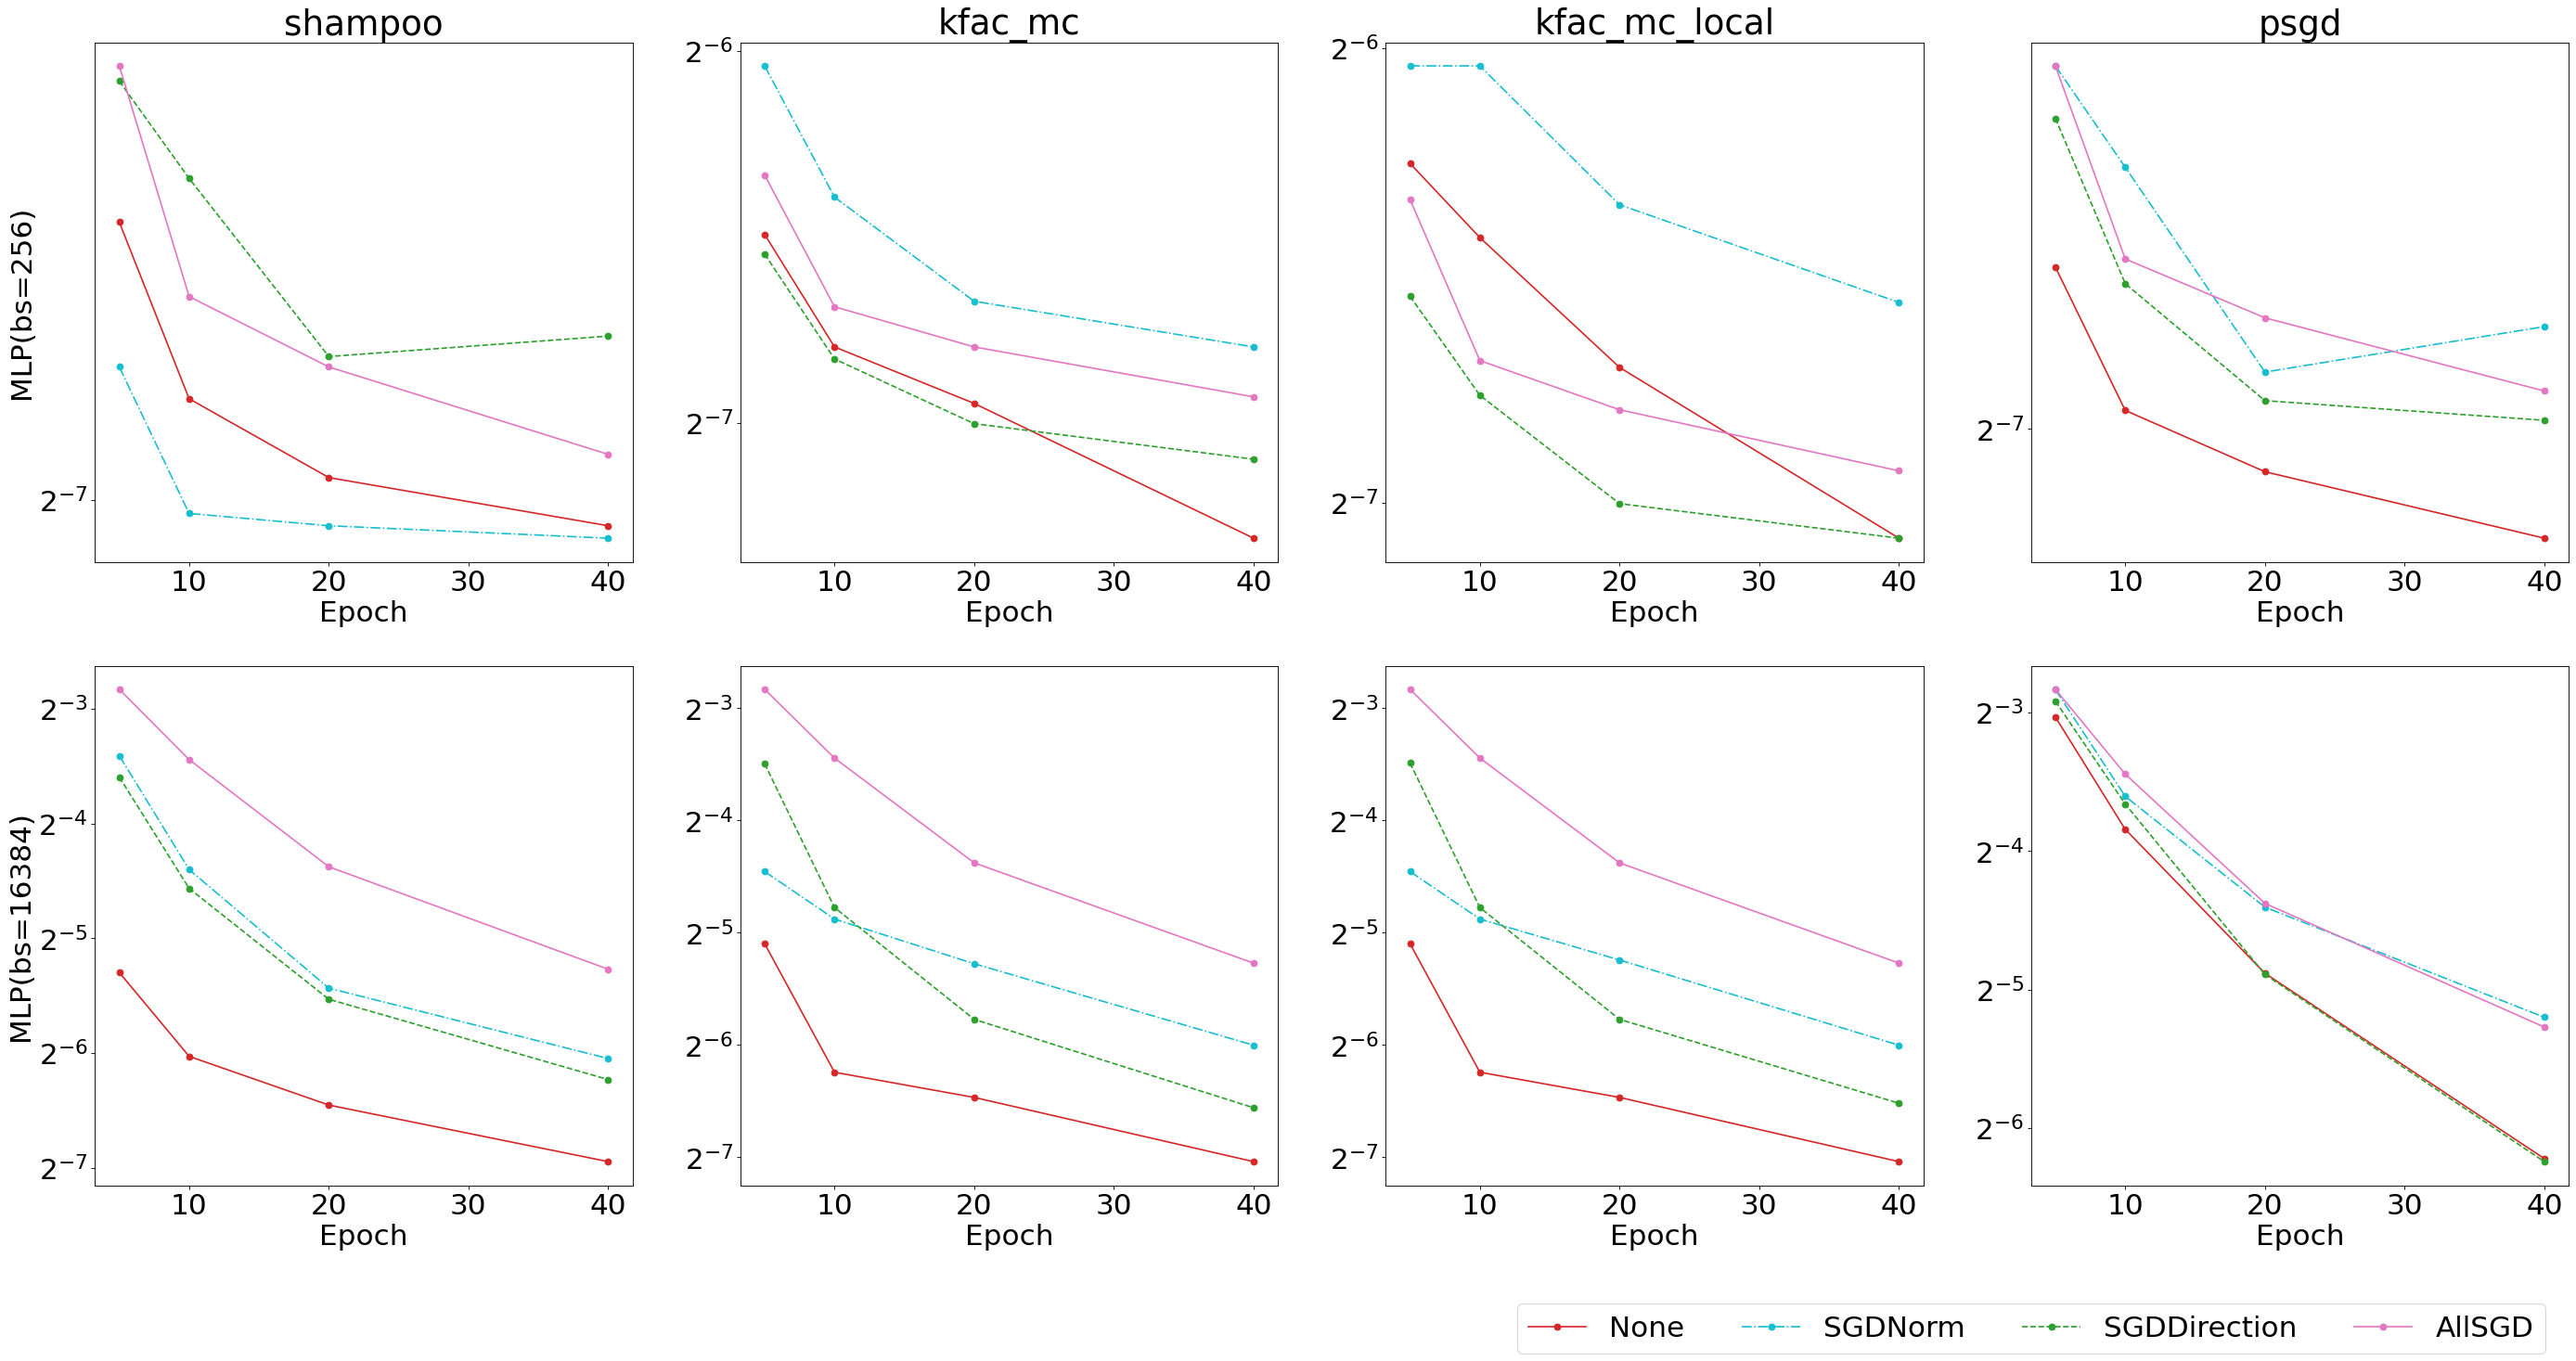 shampoo kfac_mc kfac_mc_local psgd
MLP(bs=256)
2⁻⁷
10 20 30 40
Epoch
2⁻⁶
2⁻⁷
10 20 30 40
Epoch
2⁻⁶
2⁻⁷
10 20 30 40
Epoch
2⁻⁷
10 20 30 40
Epoch
MLP(bs=16384)
2⁻³
2⁻⁴
2⁻⁵
2⁻⁶
2⁻⁷
10 20 30 40
Epoch
2⁻³
2⁻⁴
2⁻⁵
2⁻⁶
2⁻⁷
10 20 30 40
Epoch
2⁻³
2⁻⁴
2⁻⁵
2⁻⁶
2⁻⁷
10 20 30 40
Epoch
2⁻³
2⁻⁴
2⁻⁵
2⁻⁶
10 20 30 40
Epoch
None SGDNorm SGDDirection AllSGD